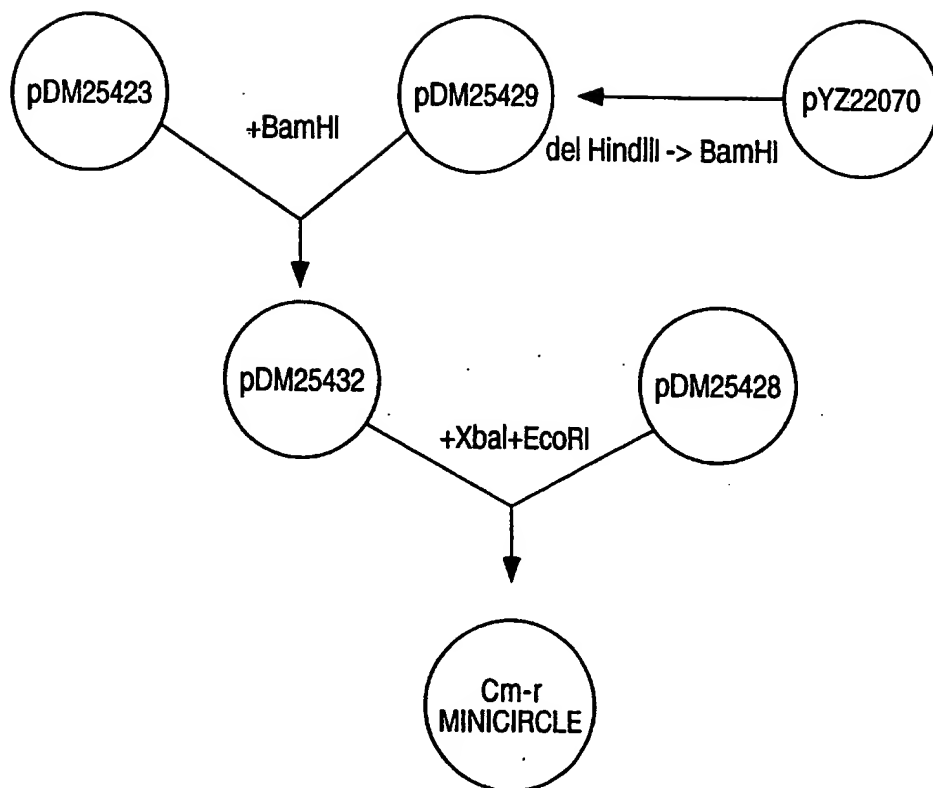 pDM25423
pDM25429
pYZ22070
+BamHI
del HindIII -> BamHI
pDM25432
pDM25428
+XbaI+EcoRI
Cm-r
MINICIRCLE